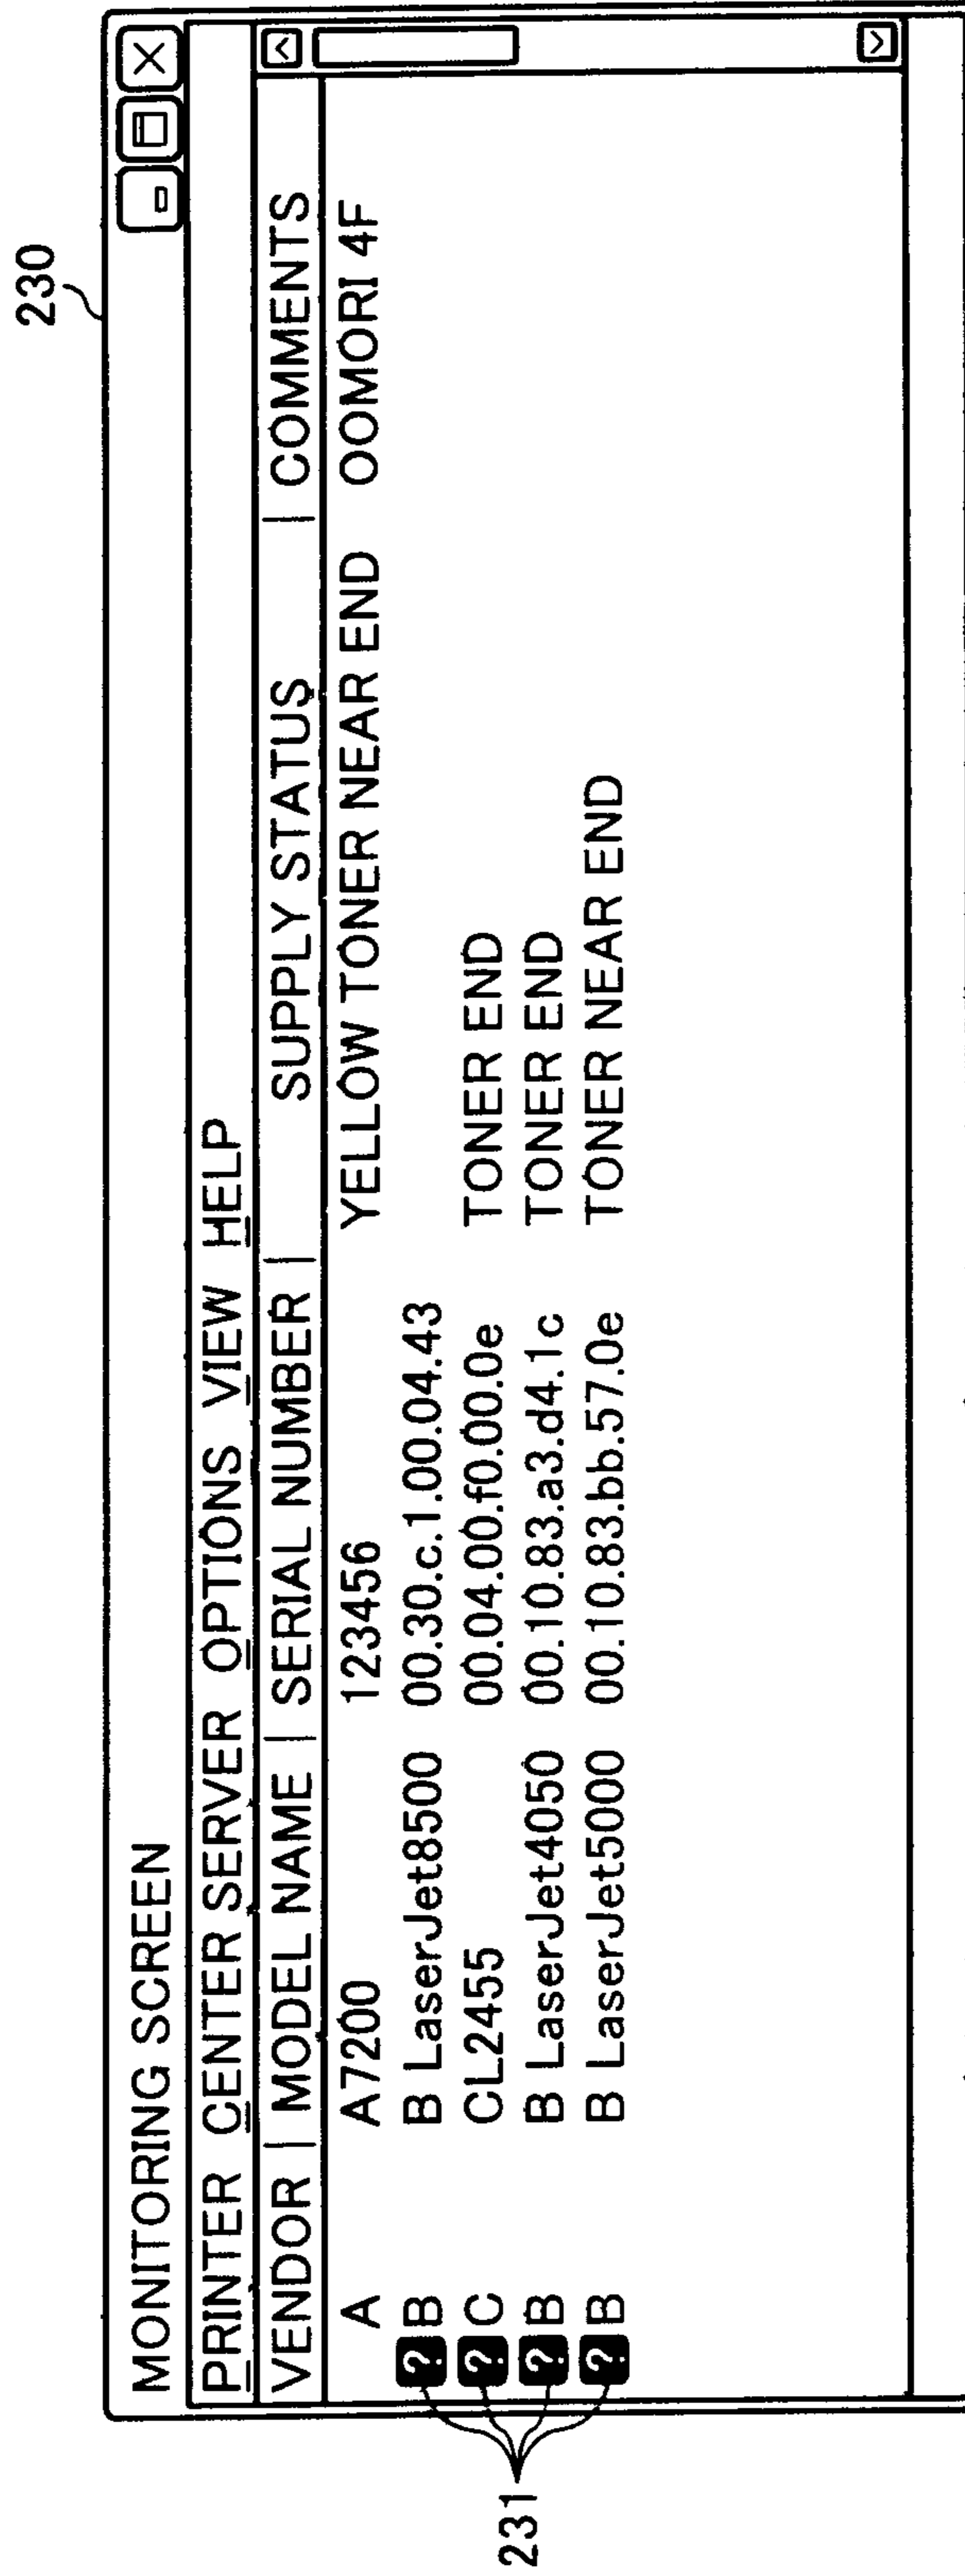 230
MONITORING SCREEN
PRINTER CENTER SERVER OPTIONS VIEW HELP
VENDOR | MODEL NAME | SERIAL NUMBER | SUPPLY STATUS | COMMENTS
A A7200 123456 YELLOW TONER NEAR END OOMORI 4F
? B B LaserJet8500 00.30.c.1.00.04.43
? C CL2455 00.04.00.f0.00.0e TONER END
? B B LaserJet4050 00.10.83.a3.d4.1c TONER END
? B B LaserJet5000 00.10.83.bb.57.0e TONER NEAR END
231